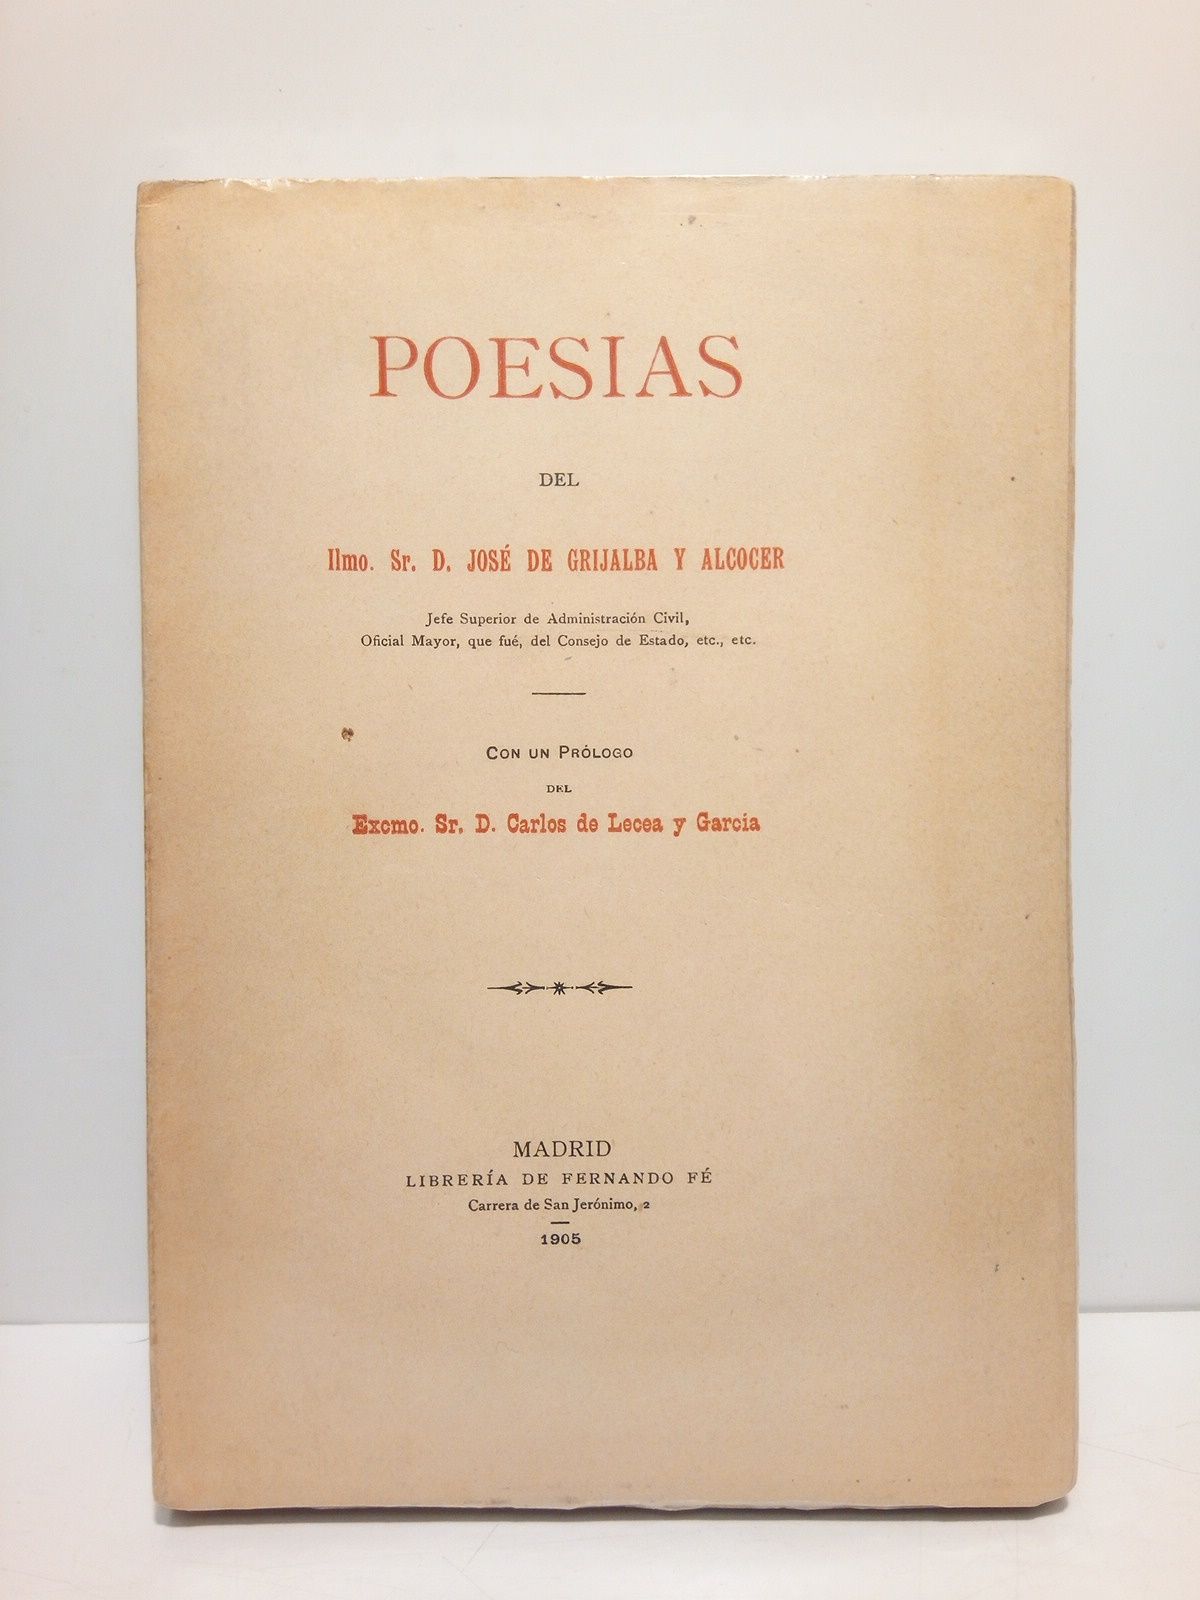 POESIAS
DEL
Ilmo. Sr. D. JOSÉ DE GRIJALBA Y ALCOCER
Jefe Superior de Administración Civil,
Oficial Mayor, que fué, del Consejo de Estado, etc., etc.
CON UN PRÓLOGO
DEL
Excmo. Sr. D. Carlos de Lecea y García
MADRID
LIBRERÍA DE FERNANDO FÉ
Carrera de San Jerónimo, 2
1905